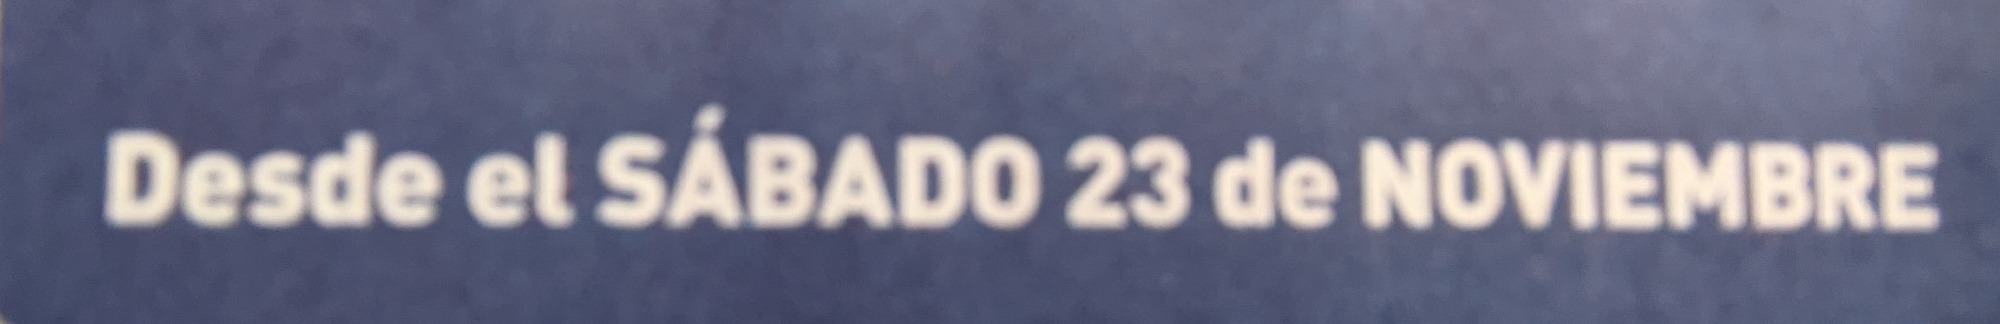 Desde el SÁBADO 23 de NOVIEMBRE